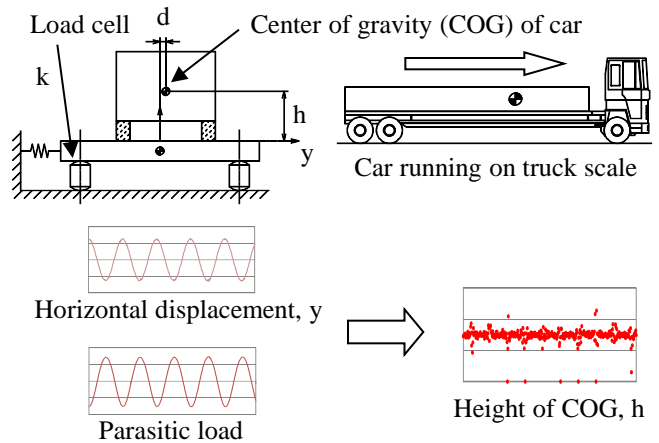 Load cell
d
Center of gravity (COG) of car
k
h
y
Car running on truck scale
Horizontal displacement, y
Parasitic load
Height of COG, h